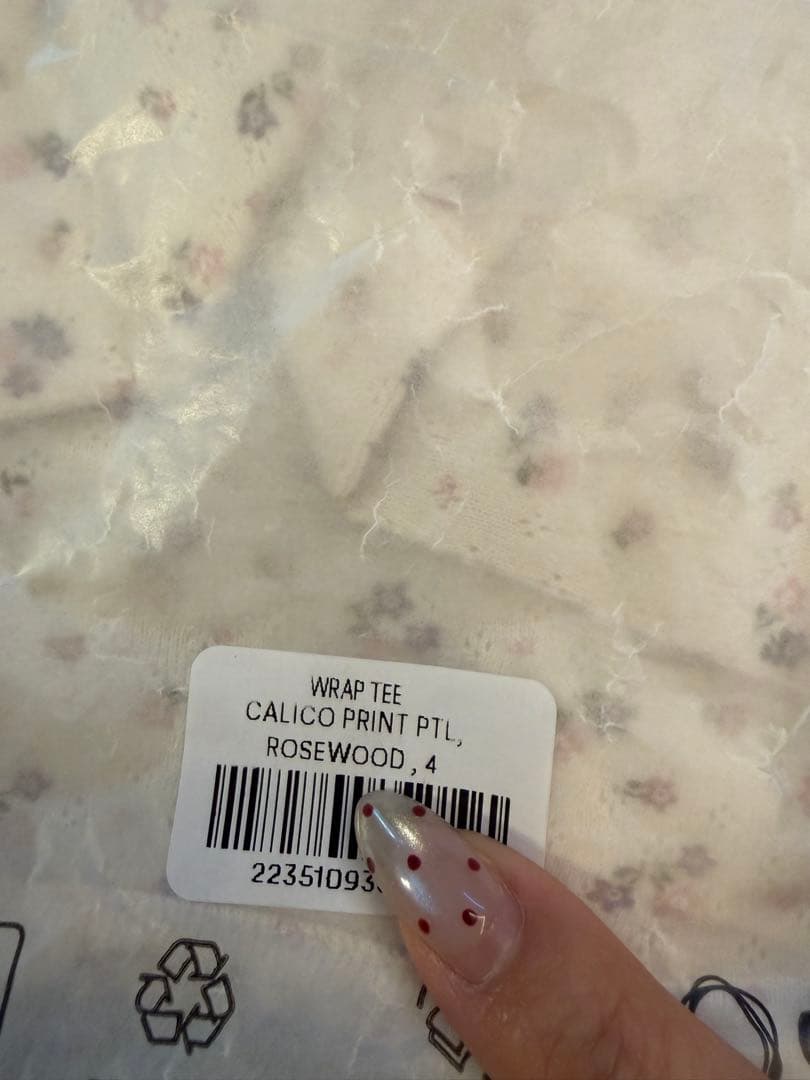 WRAP TEE
CALICO PRINT PTL,
ROSEWOOD, 4
22351093